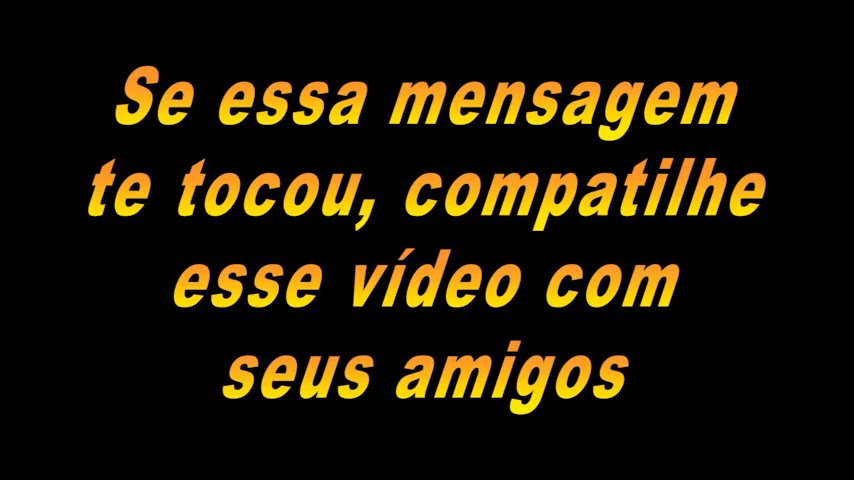 Se essa mensagem
te tocou, compatilhe
esse vídeo com
seus amigos